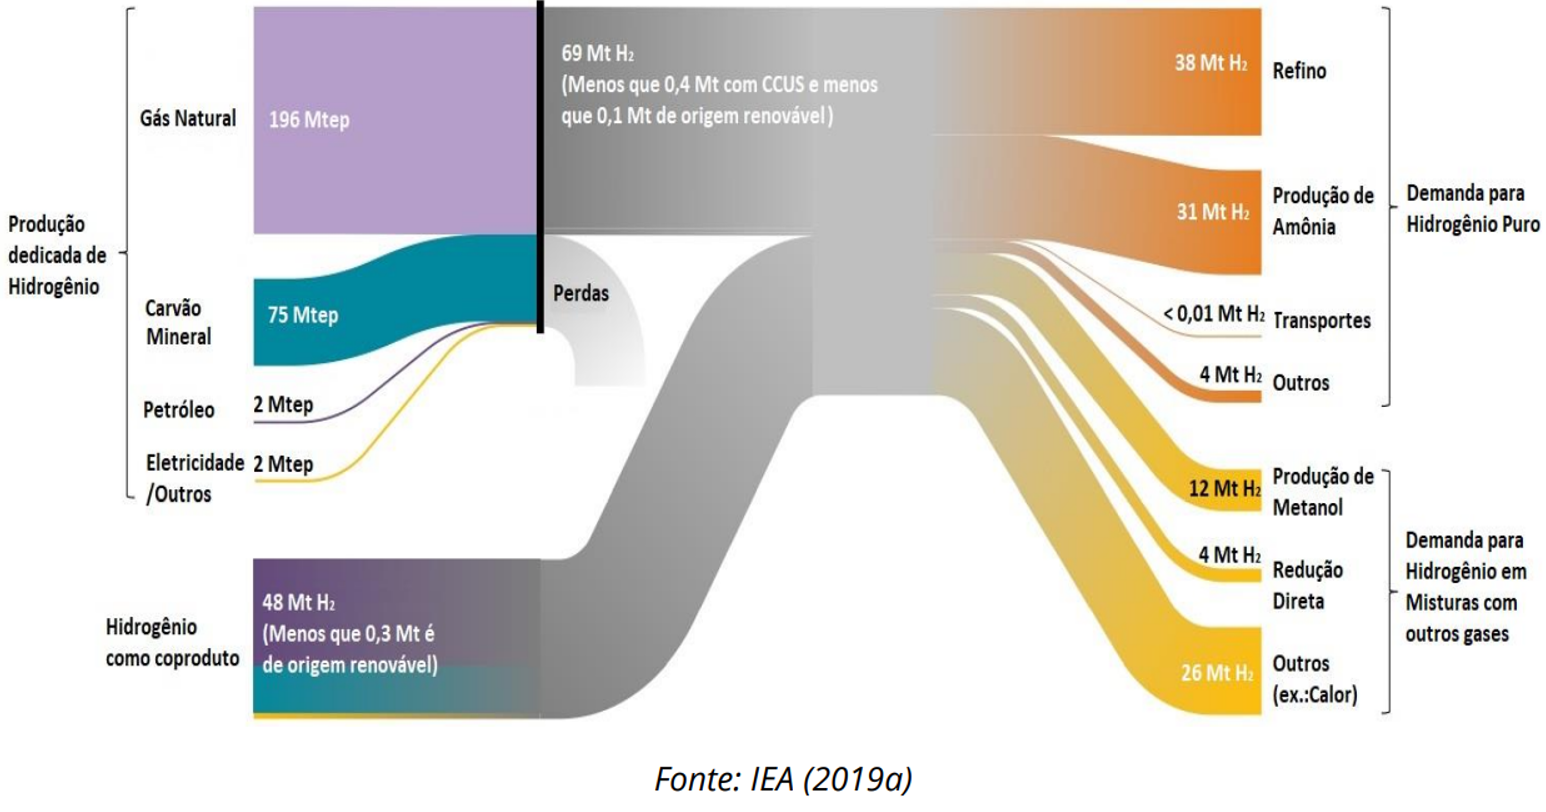 Produção
dedicada de
Hidrogênio
Gás Natural
196 Mtep
Carvão
Mineral
75 Mtep
Petróleo
2 Mtep
Eletricidade
/Outros
2 Mtep
Hidrogênio
como coproduto
48 Mt H₂
(Menos que 0,3 Mt é
de origem renovável)
69 Mt H₂
(Menos que 0,4 Mt com CCUS e menos
que 0,1 Mt de origem renovável)
Perdas
38 Mt H₂
Refino
31 Mt H₂
Produção de
Amônia
< 0,01 Mt H₂
Transportes
4 Mt H₂
Outros
Demanda para
Hidrogênio Puro
12 Mt H₂
Produção de
Metanol
4 Mt H₂
Redução
Direta
26 Mt H₂
Outros
(ex.:Calor)
Demanda para
Hidrogênio em
Misturas com
outros gases
Fonte: IEA (2019a)